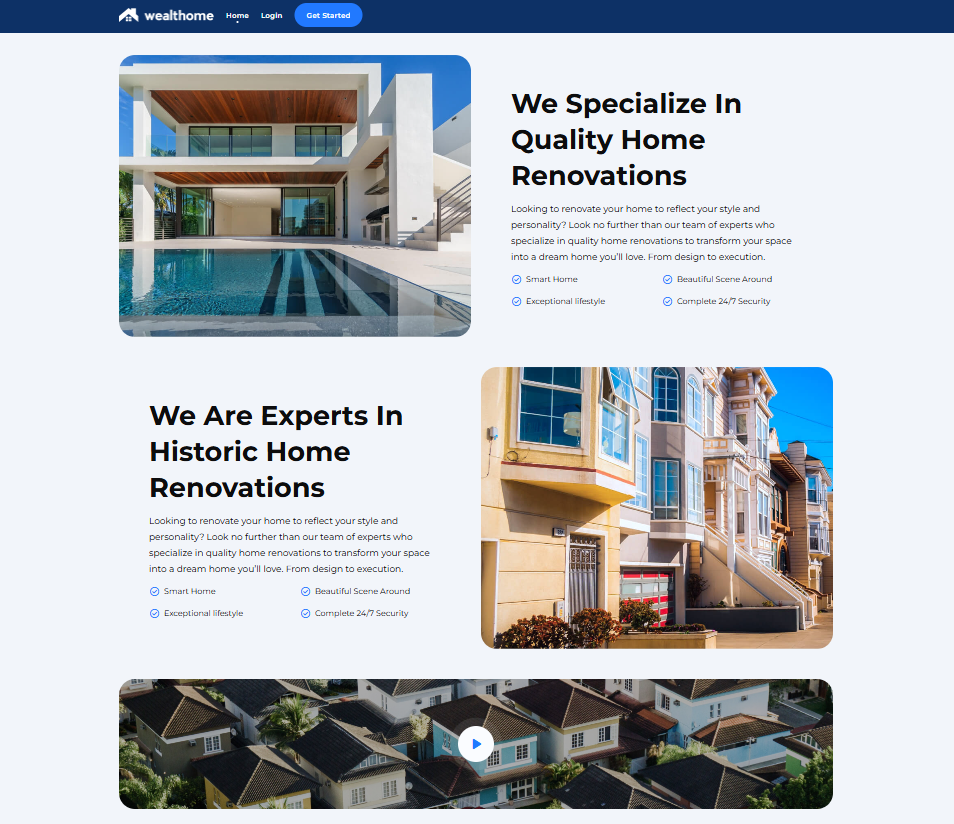 wealthome Home Login Get Started
We Specialize In
Quality Home
Renovations
Looking to renovate your home to reflect your style and
personality? Look no further than our team of experts who
specialize in quality home renovations to transform your space
into a dream home you'll love. From design to execution.
Smart Home Beautiful Scene Around
Exceptional lifestyle Complete 24/7 Security
We Are Experts In
Historic Home
Renovations
Looking to renovate your home to reflect your style and
personality? Look no further than our team of experts who
specialize in quality home renovations to transform your space
into a dream home you'll love. From design to execution.
Smart Home Beautiful Scene Around
Exceptional lifestyle Complete 24/7 Security